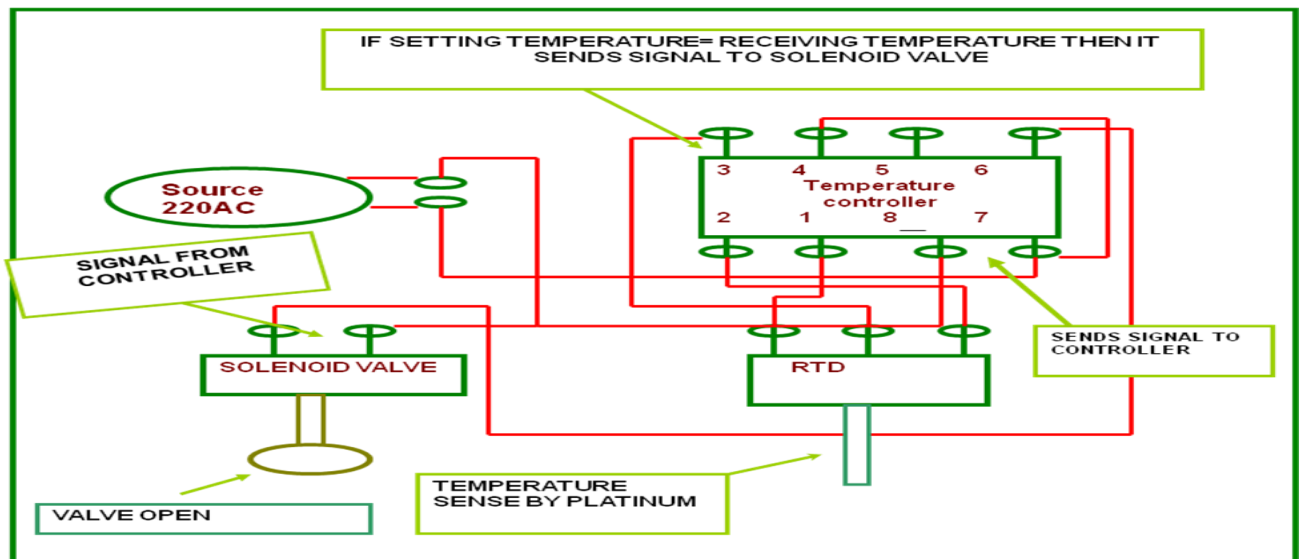 IF SETTING TEMPERATURE= RECEIVING TEMPERATURE THEN IT
SENDS SIGNAL TO SOLENOID VALVE
Source
220AC
3 4 5 6
Temperature
controller
2 1 8 7
SIGNAL FROM
CONTROLLER
SENDS SIGNAL TO
CONTROLLER
SOLENOID VALVE
RTD
TEMPERATURE
SENSE BY PLATINUM
VALVE OPEN